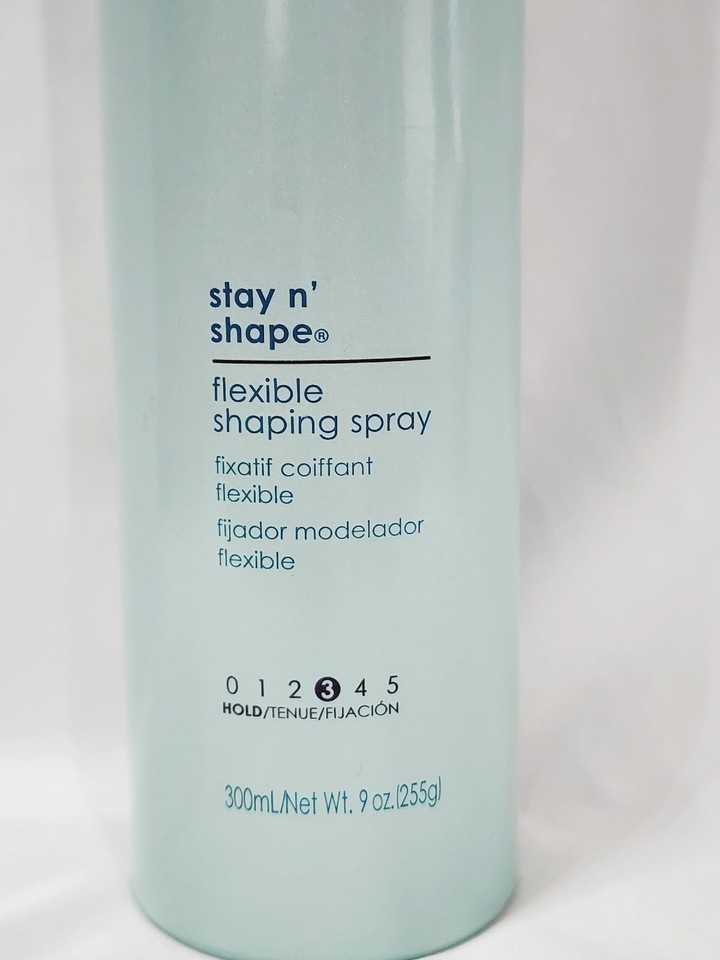 stay n'
shape®
flexible
shaping spray
fixatif coiffant
flexible
fijador modelador
flexible
0 1 2 3 4 5
HOLD/TENUE/FIJACIÓN
300mL/Net Wt. 9 oz.(255g)